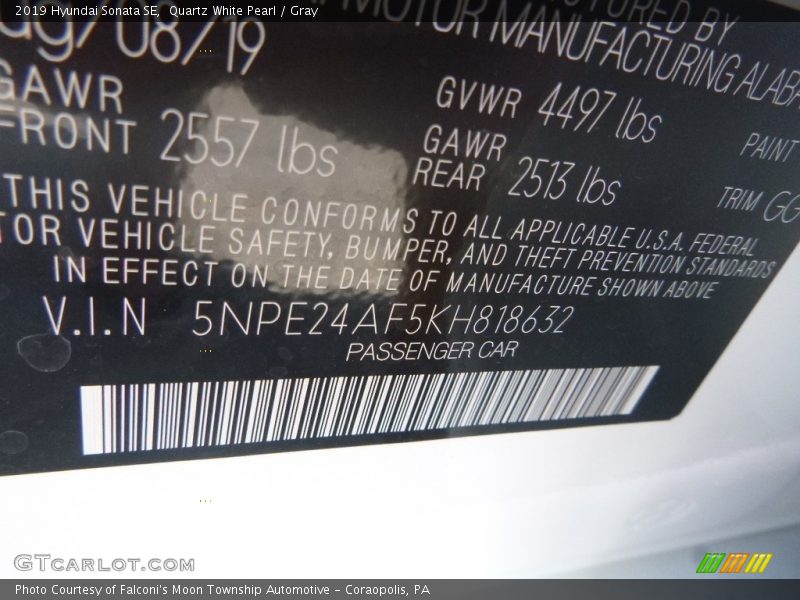 2019 Hyundai Sonata SE, Quartz White Pearl / Gray
08/19
MOTOR MANUFACTURING
BY
GAWR
FRONT 2557 lbs
GVWR 4497 lbs
GAWR
REAR 2513 lbs
PAINT
TRIM GG
THIS VEHICLE CONFORMS TO ALL APPLICABLE U.S.A. FEDERAL
VEHICLE SAFETY, BUMPER, AND THEFT PREVENTION STANDARDS
IN EFFECT ON THE DATE OF MANUFACTURE SHOWN ABOVE
V.I.N 5NPE24AF5KH818632
PASSENGER CAR
GTCARLOT.COM
Photo Courtesy of Falconi's Moon Township Automotive - Coraopolis, PA